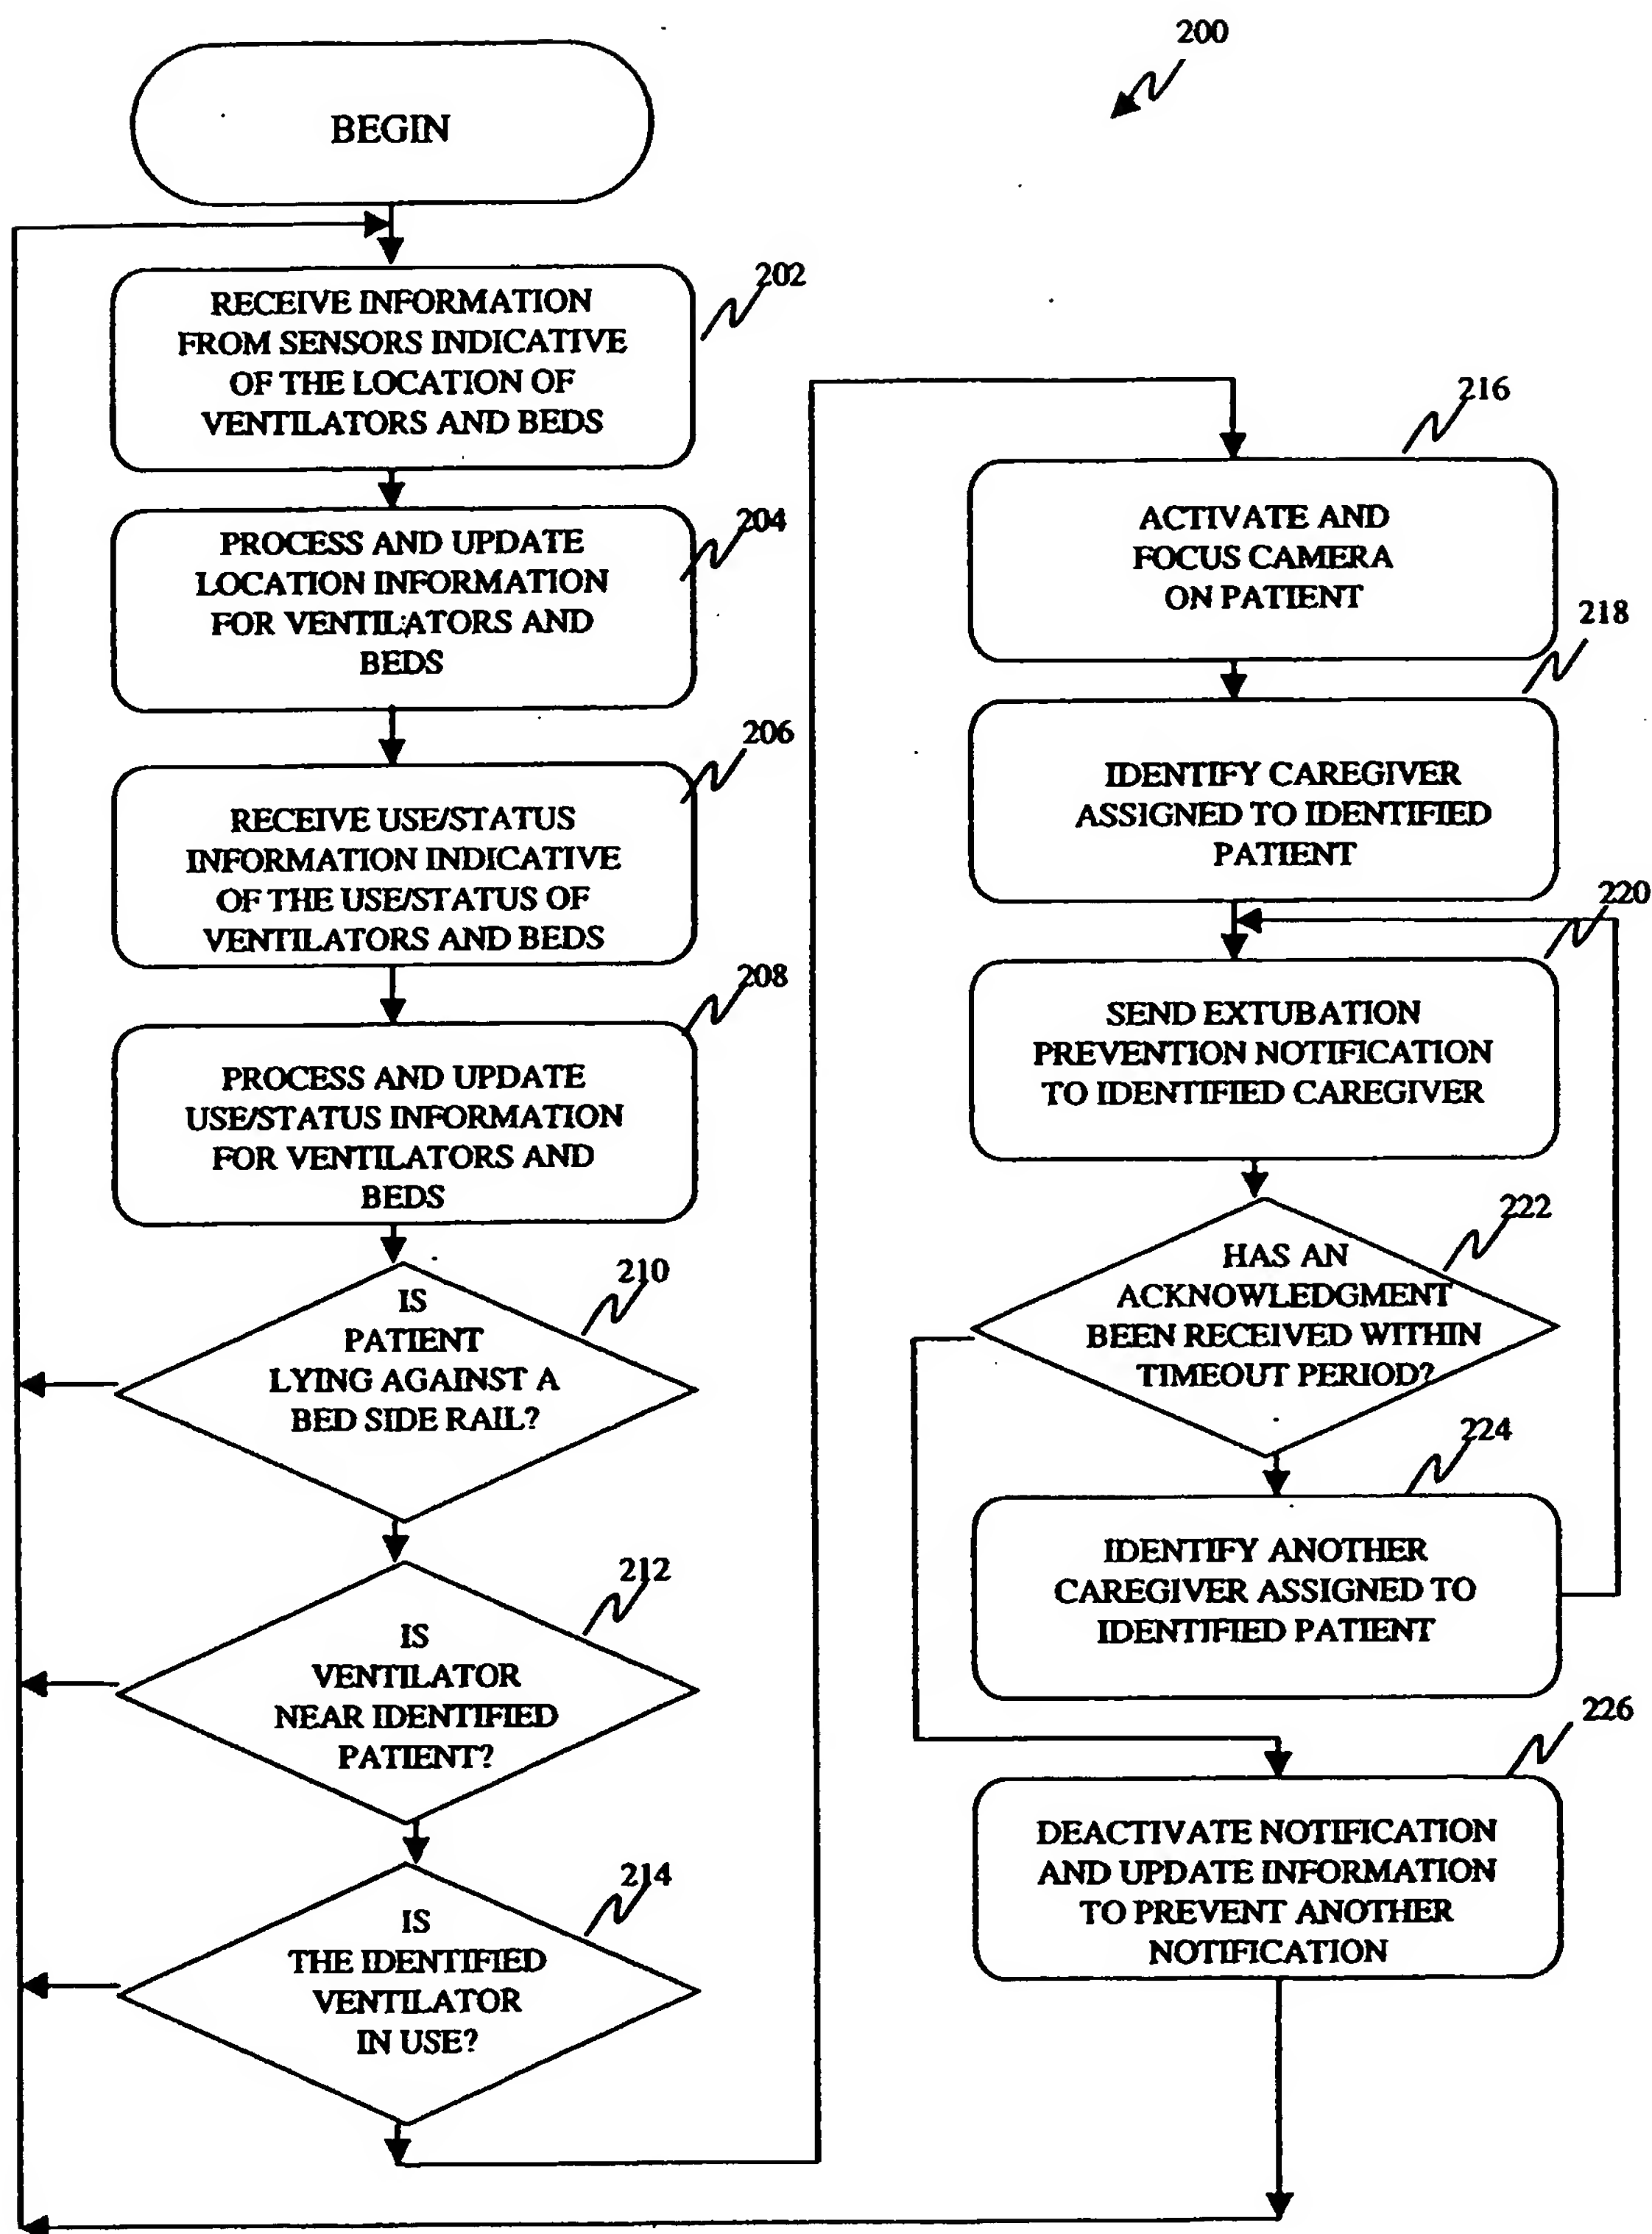 200
BEGIN
202
RECEIVE INFORMATION
FROM SENSORS INDICATIVE
OF THE LOCATION OF
VENTILATORS AND BEDS
204
PROCESS AND UPDATE
LOCATION INFORMATION
FOR VENTILATORS AND
BEDS
206
RECEIVE USE/STATUS
INFORMATION INDICATIVE
OF THE USE/STATUS OF
VENTILATORS AND BEDS
208
PROCESS AND UPDATE
USE/STATUS INFORMATION
FOR VENTILATORS AND
BEDS
210
IS
PATIENT
LYING AGAINST A
BED SIDE RAIL?
212
IS
VENTILATOR
NEAR IDENTIFIED
PATIENT?
214
IS
THE IDENTIFIED
VENTILATOR
IN USE?
216
ACTIVATE AND
FOCUS CAMERA
ON PATIENT
218
IDENTIFY CAREGIVER
ASSIGNED TO IDENTIFIED
PATIENT
220
SEND EXTUBATION
PREVENTION NOTIFICATION
TO IDENTIFIED CAREGIVER
222
HAS AN
ACKNOWLEDGMENT
BEEN RECEIVED WITHIN
TIMEOUT PERIOD?
224
IDENTIFY ANOTHER
CAREGIVER ASSIGNED TO
IDENTIFIED PATIENT
226
DEACTIVATE NOTIFICATION
AND UPDATE INFORMATION
TO PREVENT ANOTHER
NOTIFICATION